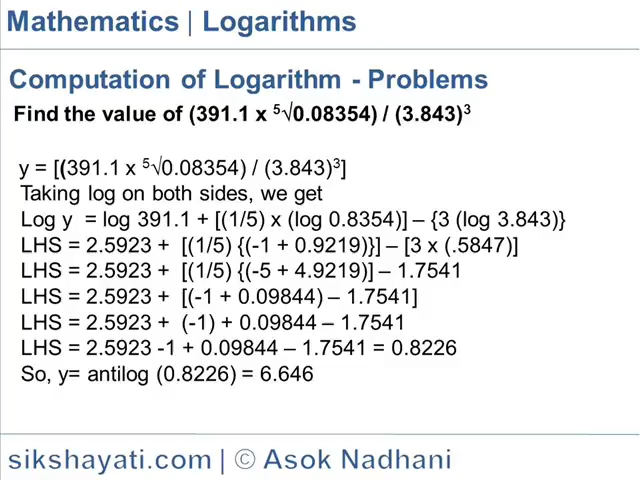 Mathematics | Logarithms
Computation of Logarithm - Problems
Find the value of (391.1 x ⁵√0.08354) / (3.843)³
y = [(391.1 x ⁵√0.08354) / (3.843)³]
Taking log on both sides, we get
Log y = log 391.1 + [(1/5) x (log 0.8354)] – {3 (log 3.843)}
LHS = 2.5923 + [(1/5) {(-1 + 0.9219)}] – [3 x (.5847)]
LHS = 2.5923 + [(1/5) {(-5 + 4.9219)] – 1.7541
LHS = 2.5923 + [(-1 + 0.09844) – 1.7541]
LHS = 2.5923 + (-1) + 0.09844 – 1.7541
LHS = 2.5923 -1 + 0.09844 – 1.7541 = 0.8226
So, y= antilog (0.8226) = 6.646
sikshayati.com | © Asok Nadhani